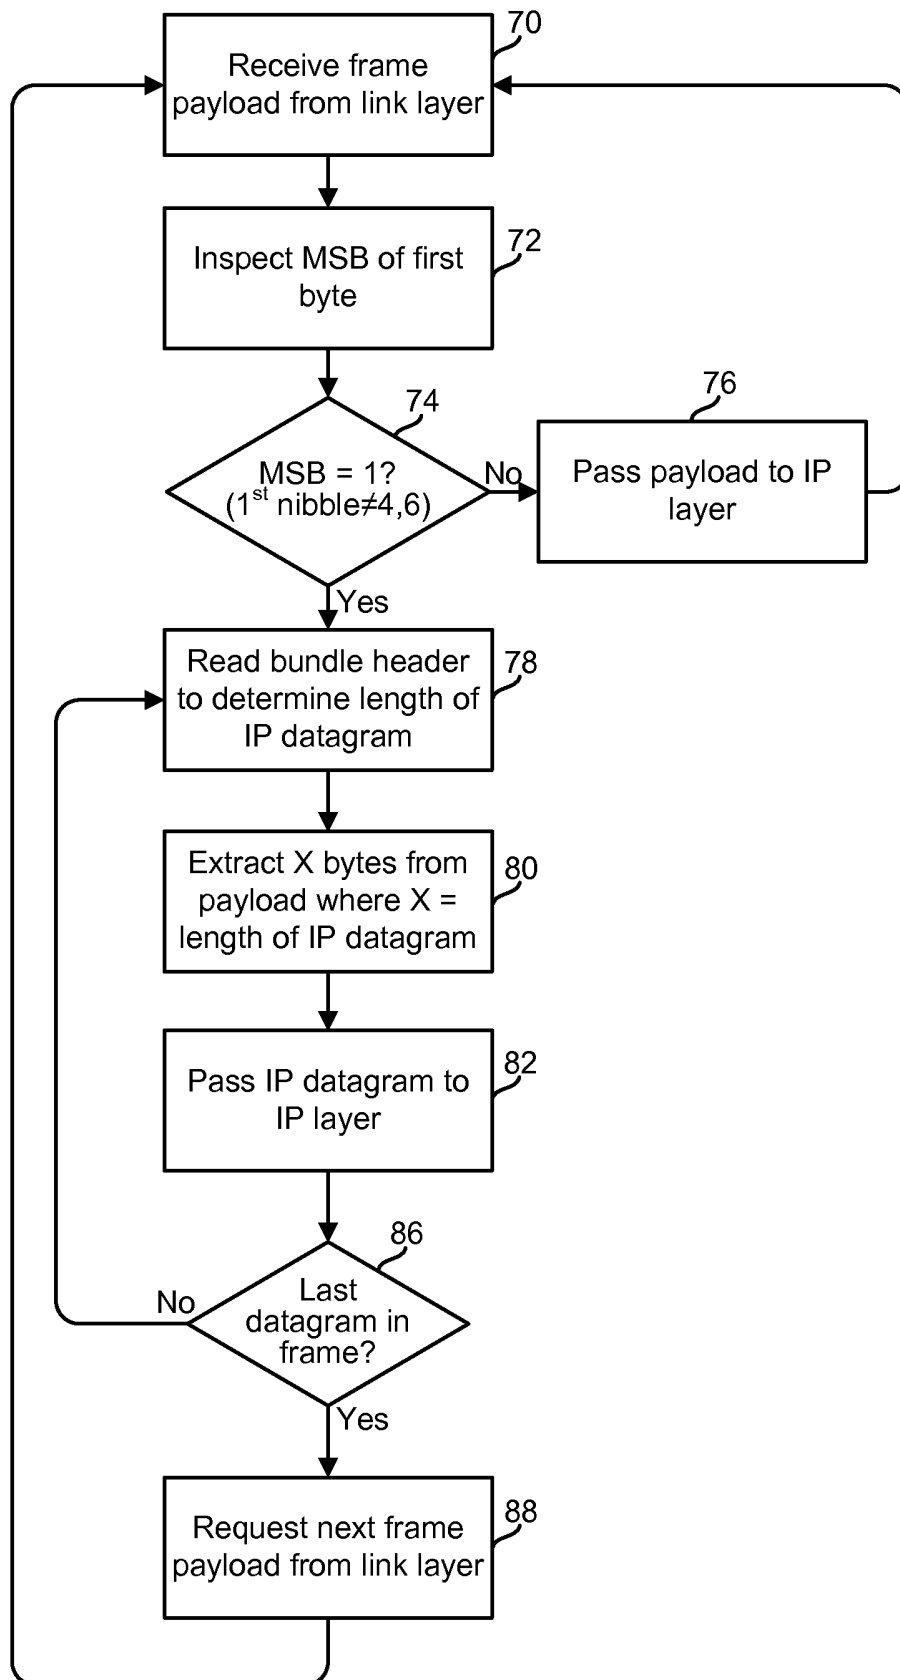 70
Receive frame
payload from link layer
72
Inspect MSB of first
byte
74
MSB = 1?
(1st nibble≠4,6)
No
76
Pass payload to IP
layer
Yes
78
Read bundle header
to determine length of
IP datagram
80
Extract X bytes from
payload where X =
length of IP datagram
82
Pass IP datagram to
IP layer
86
Last
datagram in
frame?
No
Yes
88
Request next frame
payload from link layer